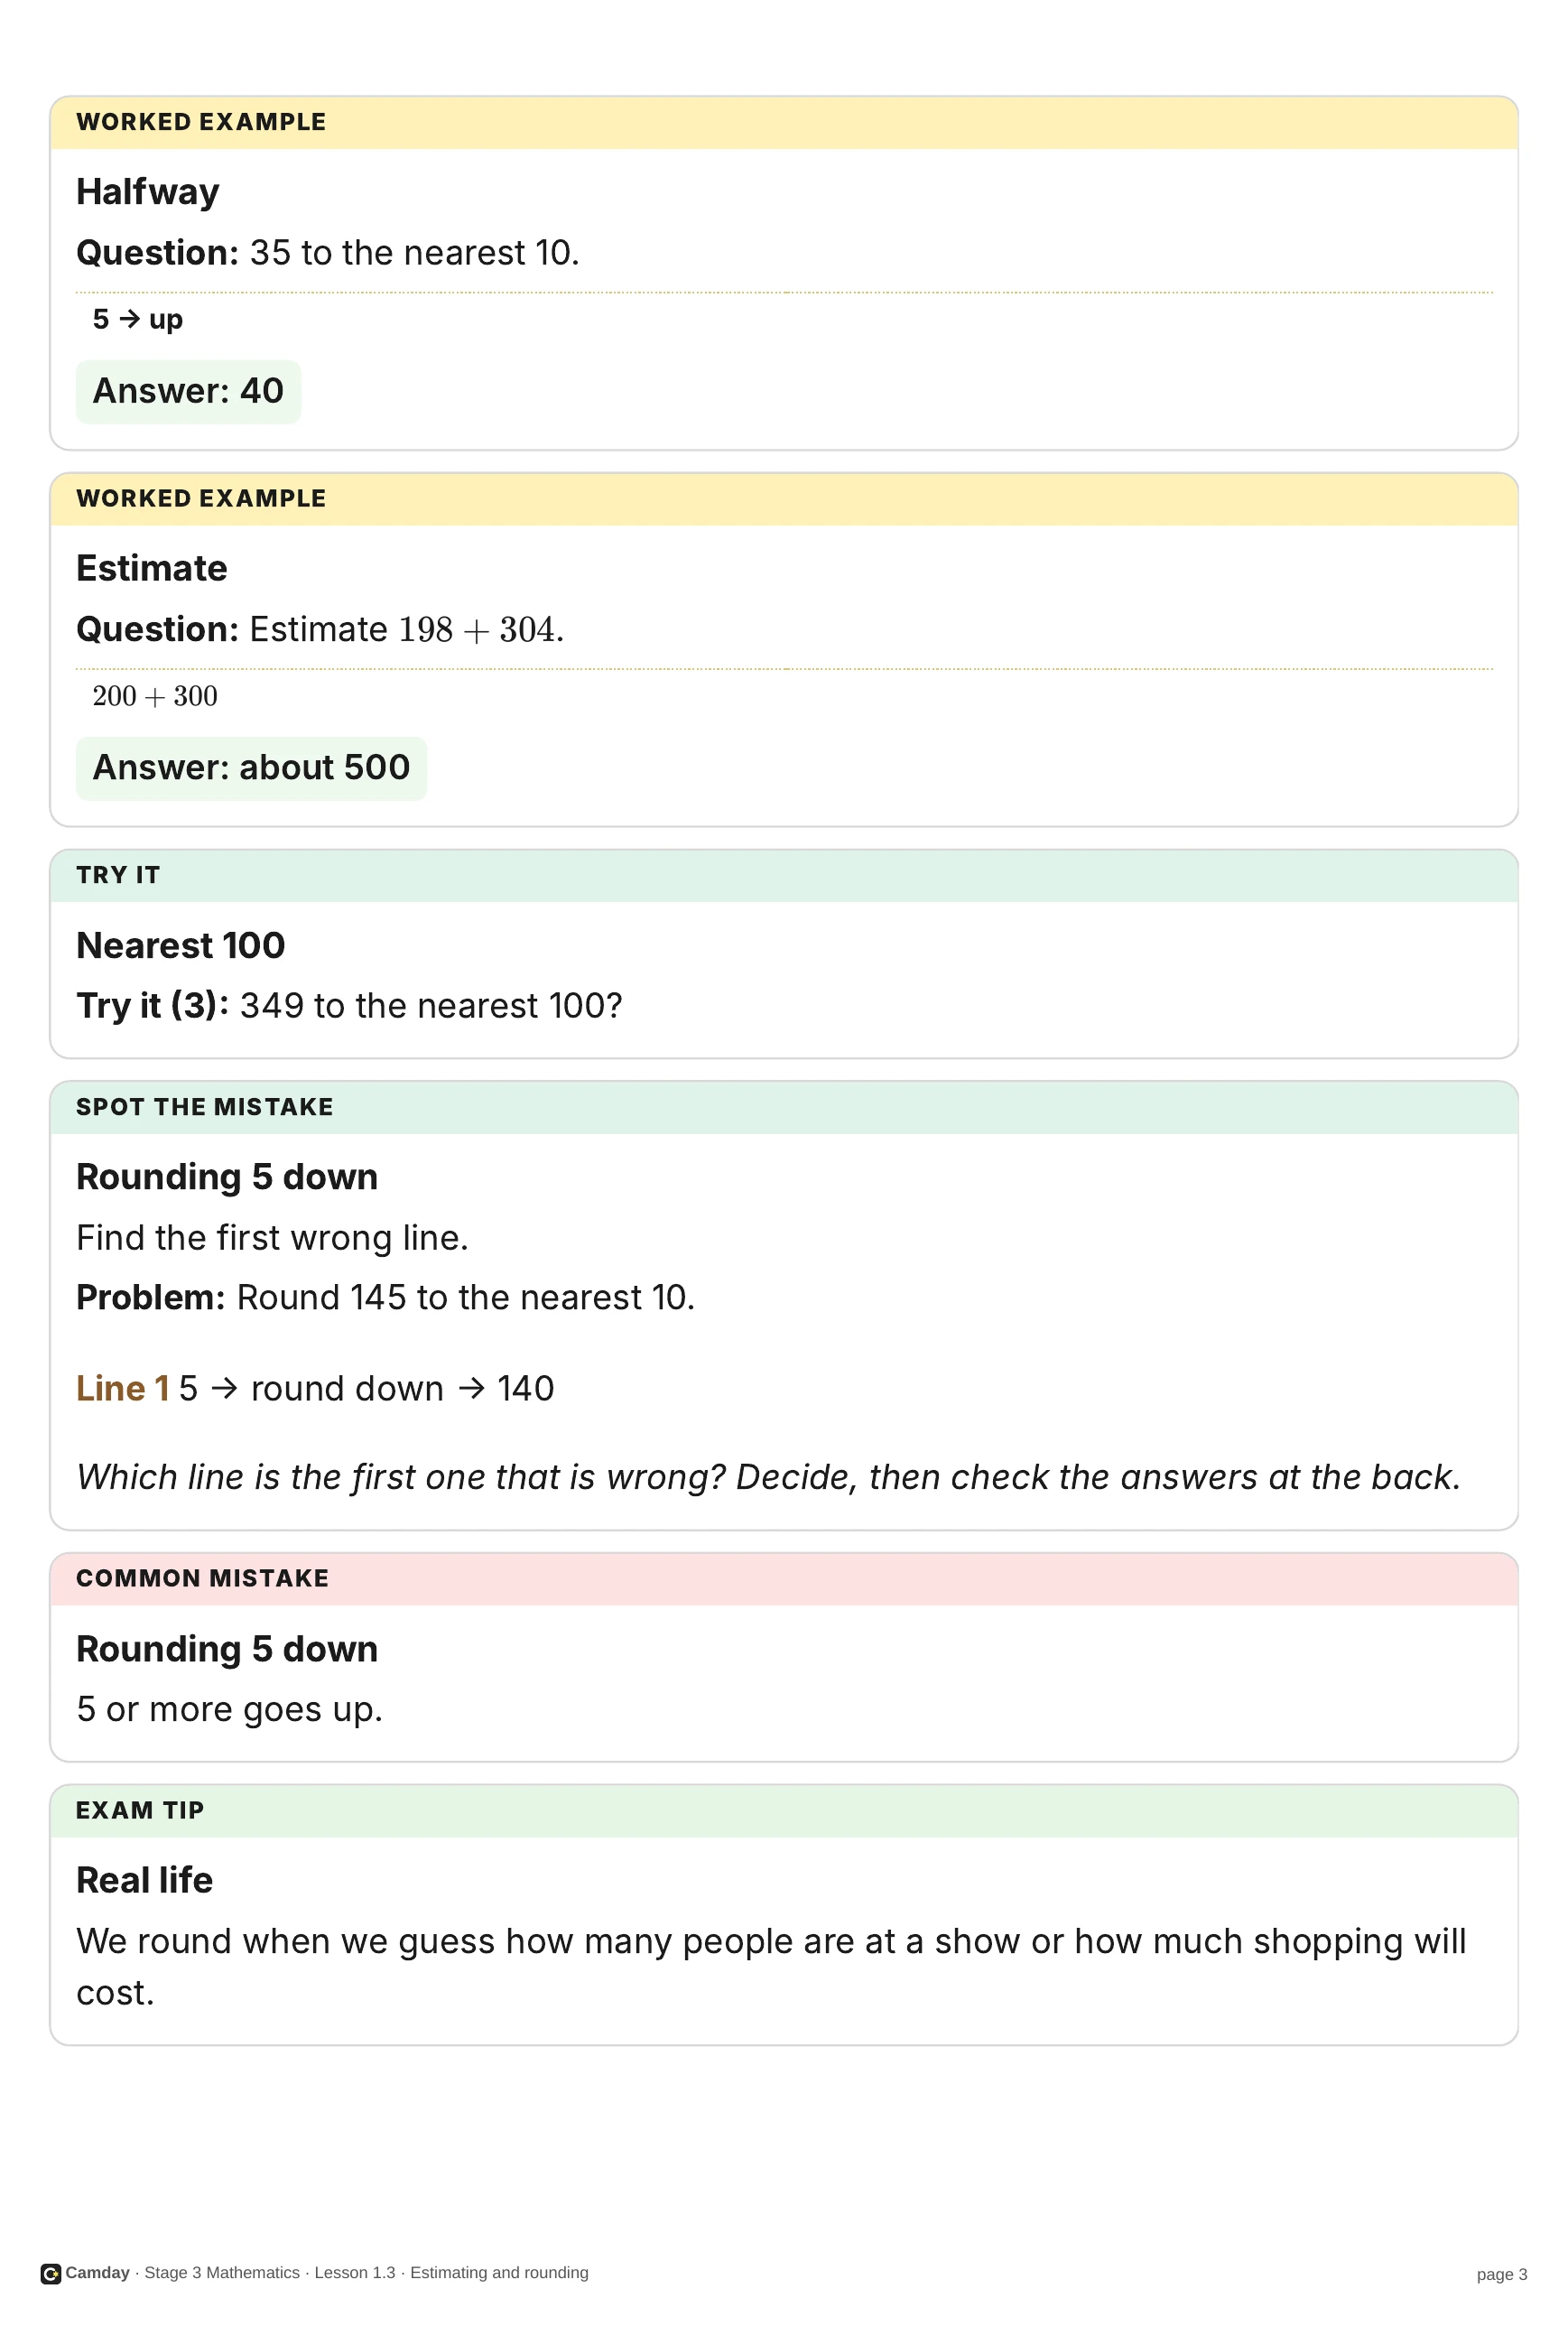 WORKED EXAMPLE
Halfway
Question: 35 to the nearest 10.
5 → up
Answer: 40
WORKED EXAMPLE
Estimate
Question: Estimate 198 + 304.
200 + 300
Answer: about 500
TRY IT
Nearest 100
Try it (3): 349 to the nearest 100?
SPOT THE MISTAKE
Rounding 5 down
Find the first wrong line.
Problem: Round 145 to the nearest 10.
Line 1 5 → round down → 140
Which line is the first one that is wrong? Decide, then check the answers at the back.
COMMON MISTAKE
Rounding 5 down
5 or more goes up.
EXAM TIP
Real life
We round when we guess how many people are at a show or how much shopping will
cost.
Camday · Stage 3 Mathematics · Lesson 1.3 · Estimating and rounding
page 3